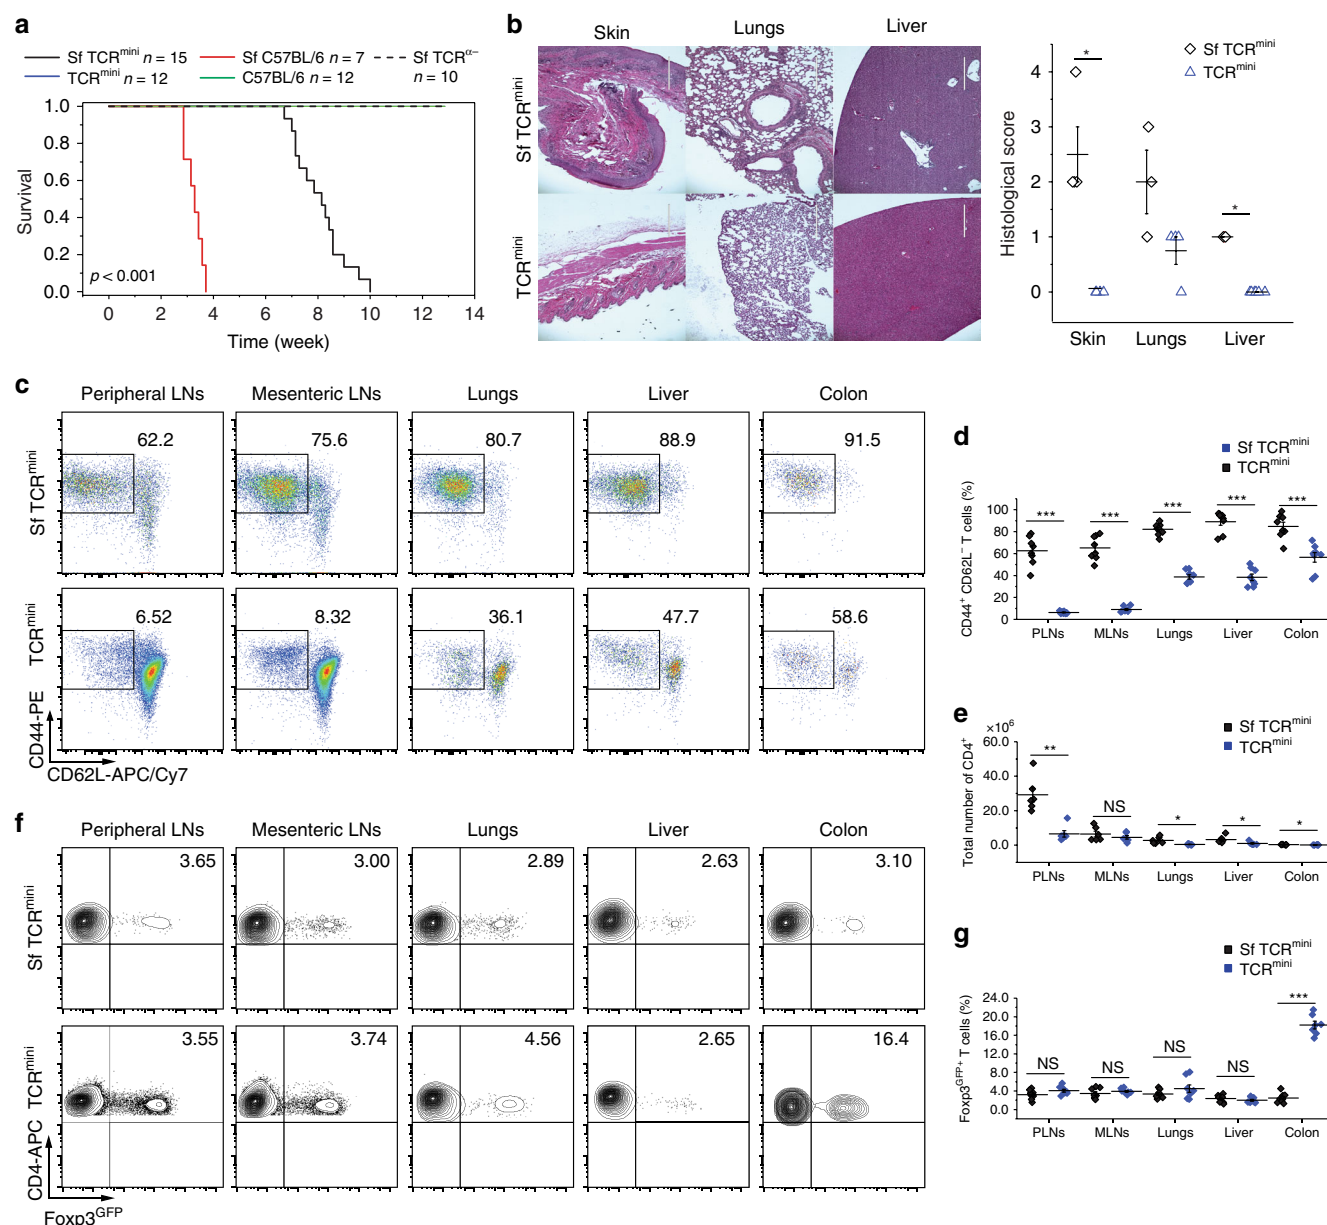 a
Sf TCRmini n = 15
Sf C57BL/6 n = 7
Sf TCRα−
TCRmini n = 12
C57BL/6 n = 12
n = 10
1.0
0.8
0.6
0.4
0.2
0.0
Survival
p < 0.001
0 2 4 6 8 10 12 14
Time (week)
b
Skin Lungs Liver
Sf TCRmini
TCRmini
Sf TCRmini
TCRmini
Histological score
4
3
2
1
0
* *
Skin Lungs Liver
c
Peripheral LNs Mesenteric LNs Lungs Liver Colon
Sf TCRmini
62.2 75.6 80.7 88.9 91.5
TCRmini
6.52 8.32 36.1 47.7 58.6
CD44-PE
CD62L-APC/Cy7
d
Sf TCRmini
TCRmini
CD44+ CD62L− T cells (%)
100
80
60
40
20
0
*** *** *** *** ***
PLNs MLNs Lungs Liver Colon
e
Sf TCRmini
TCRmini
×106
Total number of CD4+
60.0
40.0
20.0
0.0
** NS * * *
PLNs MLNs Lungs Liver Colon
f
Peripheral LNs Mesenteric LNs Lungs Liver Colon
Sf TCRmini
3.65 3.00 2.89 2.63 3.10
TCRmini
3.55 3.74 4.56 2.65 16.4
CD4-APC
Foxp3GFP
g
Sf TCRmini
TCRmini
Foxp3GFP+ T cells (%)
24.0
20.0
16.0
12.0
8.0
4.0
0.0
NS NS NS NS ***
PLNs MLNs Lungs Liver Colon